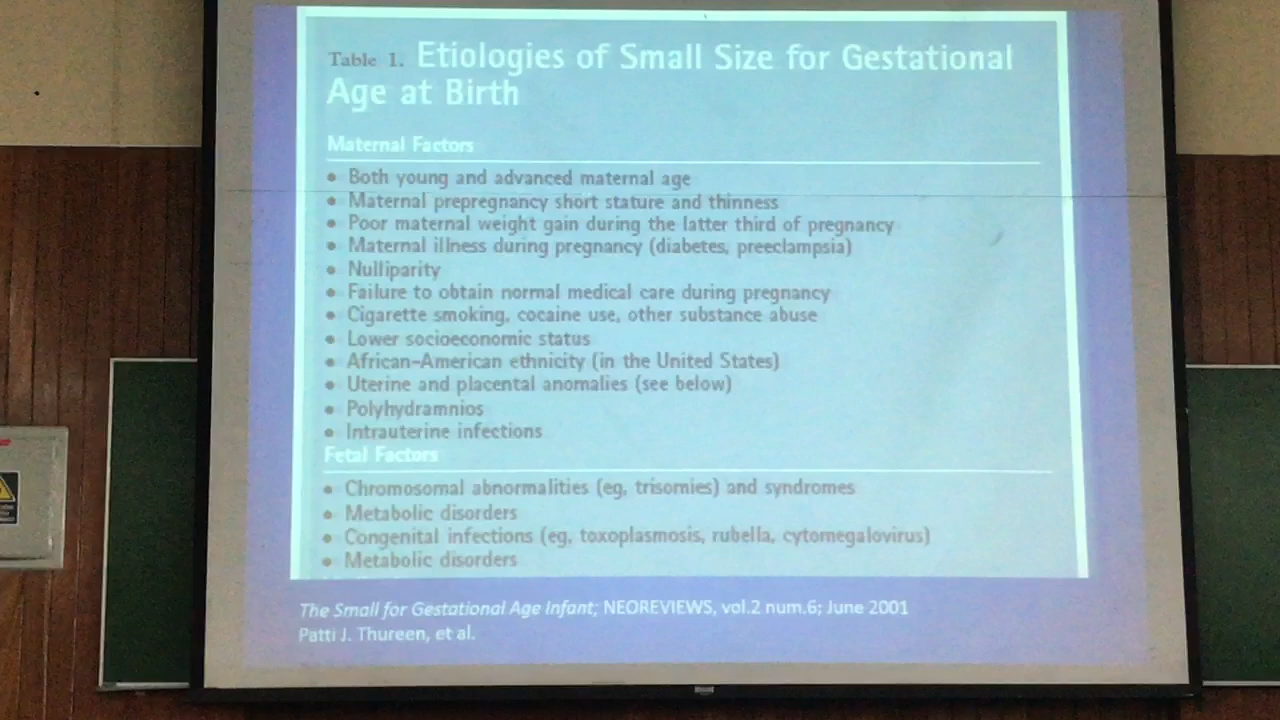 Table 1. Etiologies of Small Size for Gestational
Age at Birth
Maternal Factors
• Both young and advanced maternal age
• Maternal prepregnancy short stature and thinness
• Poor maternal weight gain during the latter third of pregnancy
• Maternal illness during pregnancy (diabetes, preeclampsia)
• Nulliparity
• Failure to obtain normal medical care during pregnancy
• Cigarette smoking, cocaine use, other substance abuse
• Lower socioeconomic status
• African-American ethnicity (in the United States)
• Uterine and placental anomalies (see below)
• Polyhydramnios
• Intrauterine infections
Fetal Factors
• Chromosomal abnormalities (eg, trisomies) and syndromes
• Metabolic disorders
• Congenital infections (eg, toxoplasmosis, rubella, cytomegalovirus)
• Metabolic disorders
The Small for Gestational Age Infant; NEOREVIEWS, vol.2 num.6; June 2001
Patti J. Thureen, et al.